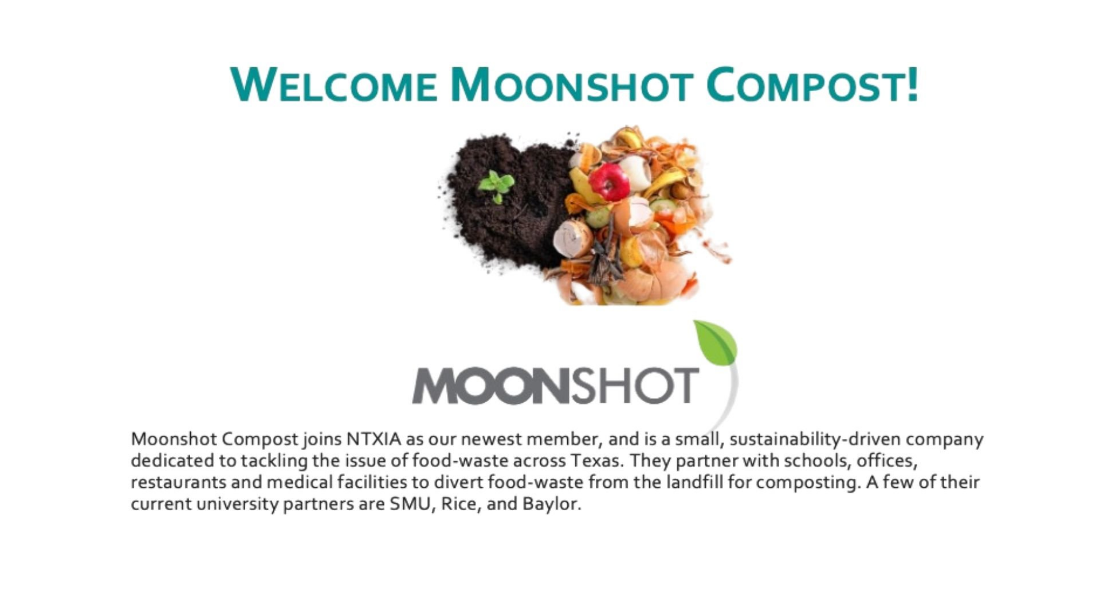 WELCOME MOONSHOT COMPOST!
MOONSHOT
Moonshot Compost joins NTXIA as our newest member, and is a small, sustainability-driven company
dedicated to tackling the issue of food-waste across Texas. They partner with schools, offices,
restaurants and medical facilities to divert food-waste from the landfill for composting. A few of their
current university partners are SMU, Rice, and Baylor.